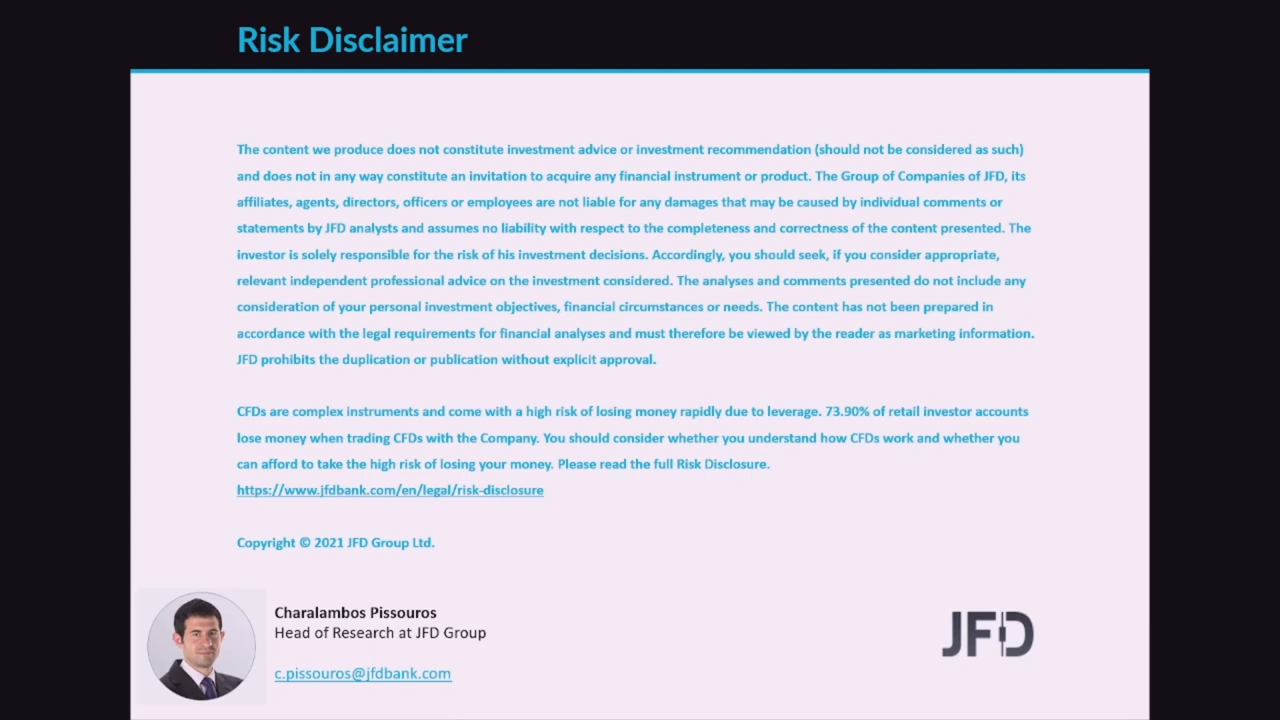 Risk Disclaimer
The content we produce does not constitute investment advice or investment recommendation (should not be considered as such)
and does not in any way constitute an invitation to acquire any financial instrument or product. The Group of Companies of JFD, its
affiliates, agents, directors, officers or employees are not liable for any damages that may be caused by individual comments or
statements by JFD analysts and assumes no liability with respect to the completeness and correctness of the content presented. The
investor is solely responsible for the risk of his investment decisions. Accordingly, you should seek, if you consider appropriate,
relevant independent professional advice on the investment considered. The analyses and comments presented do not include any
consideration of your personal investment objectives, financial circumstances or needs. The content has not been prepared in
accordance with the legal requirements for financial analyses and must therefore be viewed by the reader as marketing information.
JFD prohibits the duplication or publication without explicit approval.
CFDs are complex instruments and come with a high risk of losing money rapidly due to leverage. 73.90% of retail investor accounts
lose money when trading CFDs with the Company. You should consider whether you understand how CFDs work and whether you
can afford to take the high risk of losing your money. Please read the full Risk Disclosure.
https://www.jfdbank.com/en/legal/risk-disclosure
Copyright © 2021 JFD Group Ltd.
Charalambos Pissouros
Head of Research at JFD Group
c.pissouros@jfdbank.com
JFD